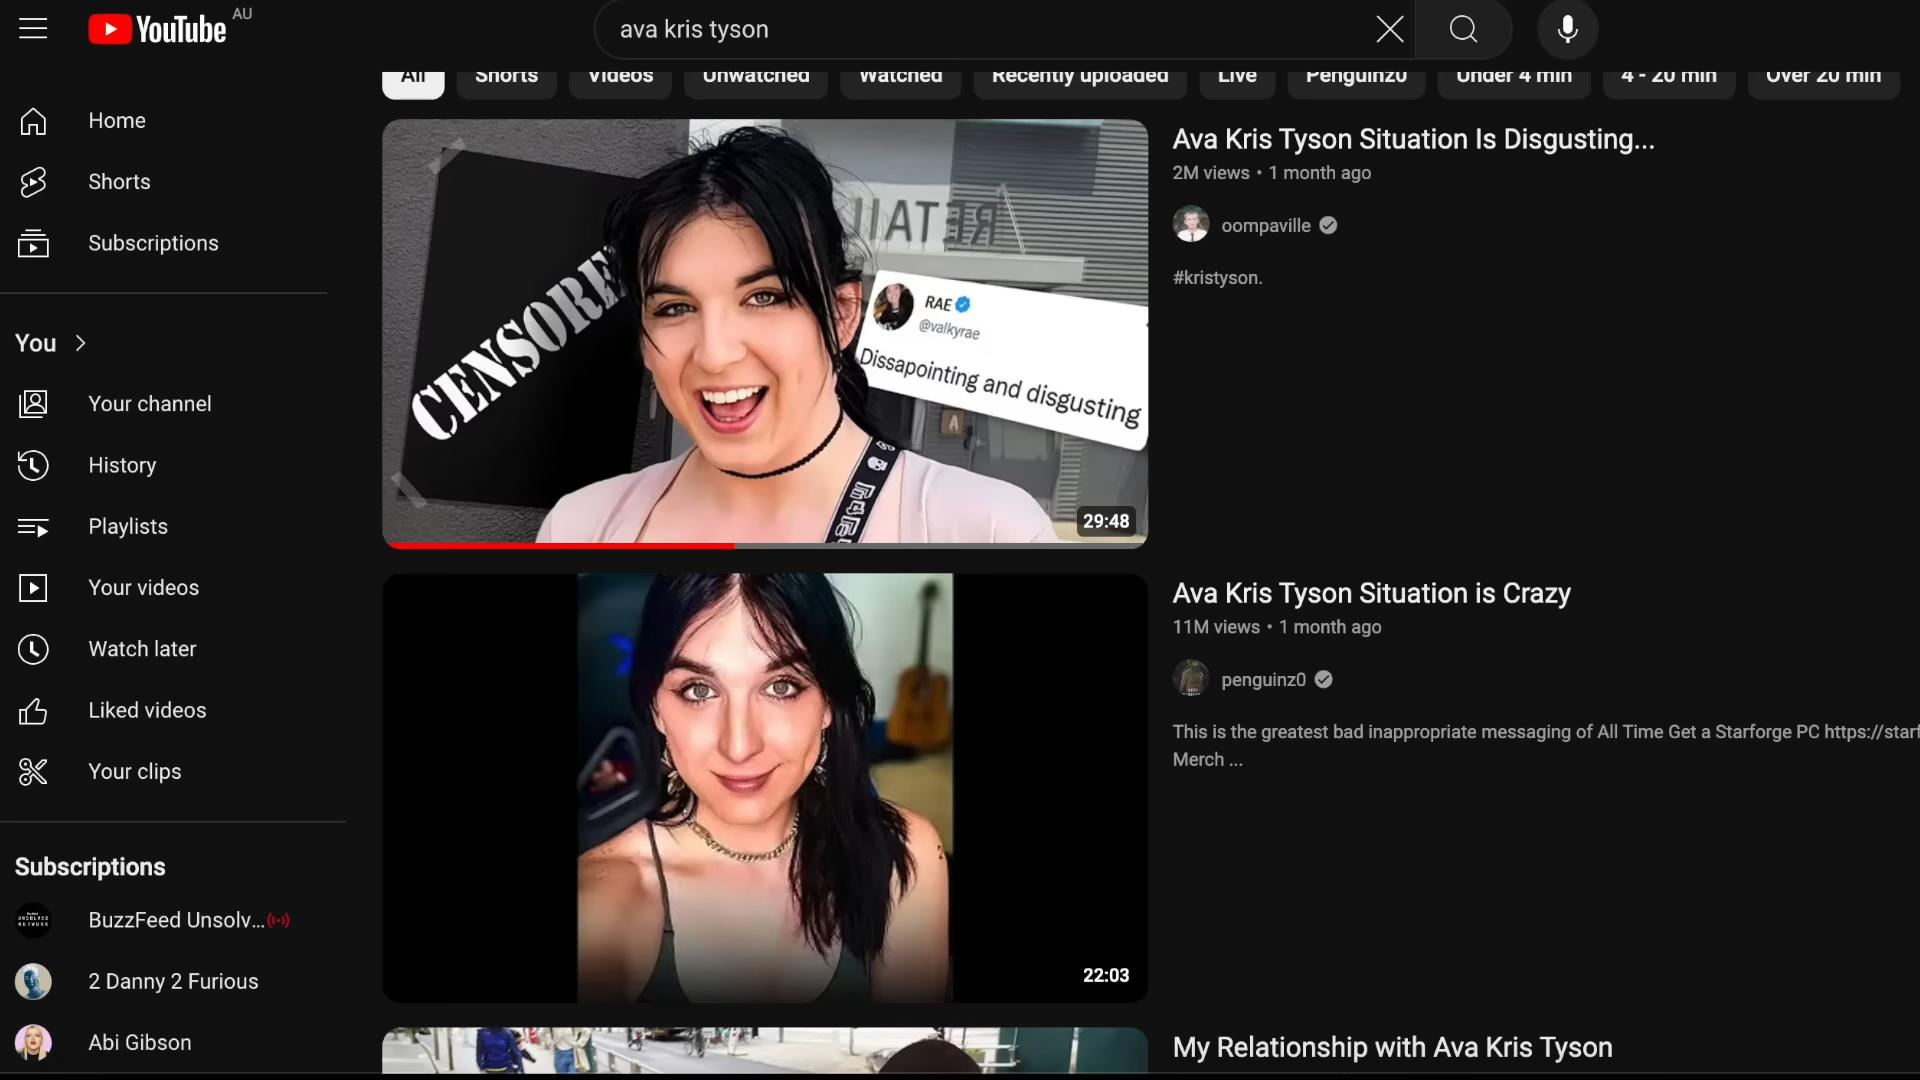 YouTube AU
ava kris tyson
All Shorts Videos Unwatched Watched Recently uploaded Live Penguinz0 Under 4 min 4 - 20 min Over 20 min
Home
Shorts
Subscriptions
You
Your channel
History
Playlists
Your videos
Watch later
Liked videos
Your clips
Subscriptions
BuzzFeed Unsolv...
2 Danny 2 Furious
Abi Gibson
CENSORE
RETAI
RAE
@valkyrae
Dissapointing and disgusting
A
29:48
Ava Kris Tyson Situation Is Disgusting...
2M views • 1 month ago
oompaville
#kristyson.
22:03
Ava Kris Tyson Situation is Crazy
11M views • 1 month ago
penguinz0
This is the greatest bad inappropriate messaging of All Time Get a Starforge PC https://starf
Merch ...
My Relationship with Ava Kris Tyson